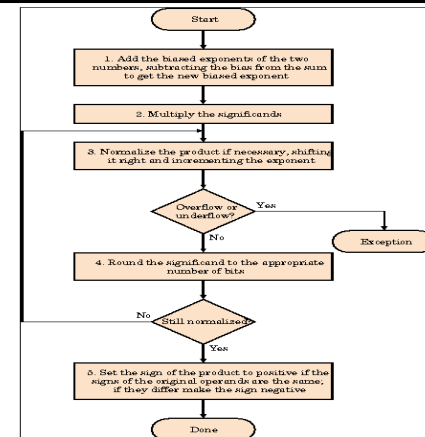 Start
1. Add the biased exponents of the two
numbers, subtracting the bias from the sum
to get the new biased exponent
2. Multiply the significands
3. Normalize the product if necessary, shifting
it right and incrementing the exponent
Overflow or
underflow?
Yes
Exception
No
4. Round the significand to the appropriate
number of bits
No
Still normalized?
Yes
5. Set the sign of the product to positive if the
signs of the original operands are the same;
if they differ make the sign negative
Done